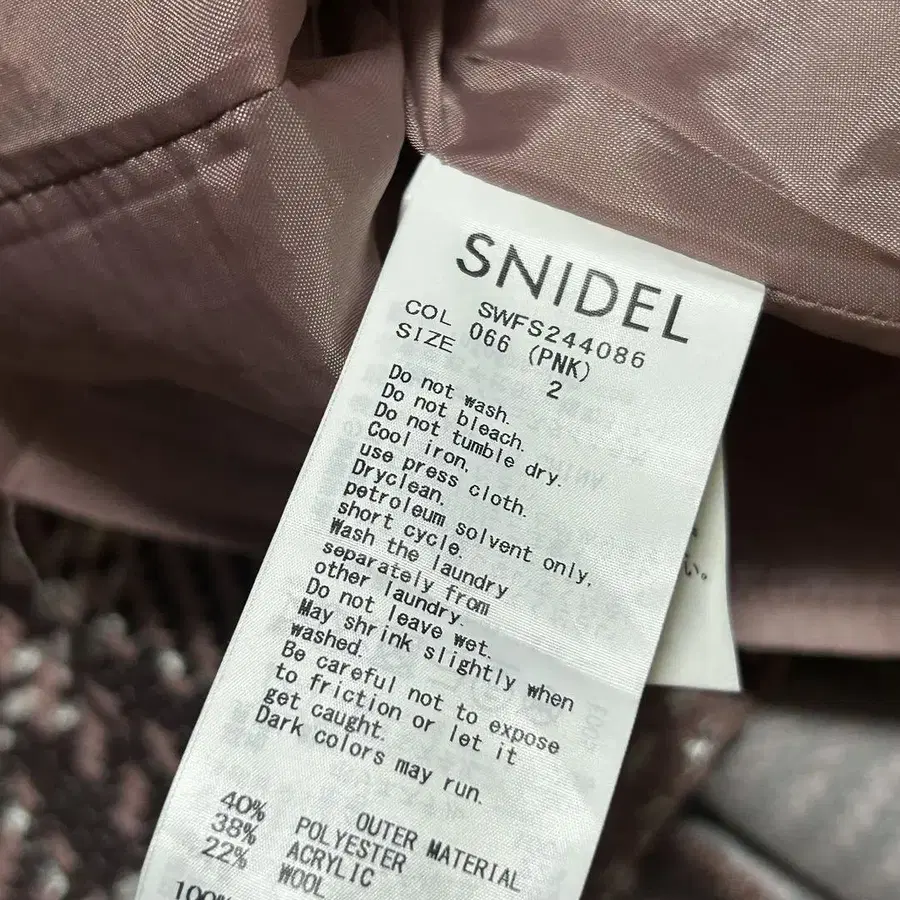 SNIDEL
SWFS244086
COL 066 (PNK)
SIZE 2
Do not wash.
Do not bleach.
Do not tumble dry.
Cool iron,
use press cloth.
Dryclean.
petroleum solvent only,
short cycle.
Wash the laundry
separately from
other laundry.
Do not leave wet.
May shrink slightly when
washed.
Be careful not to expose
to friction or let it
get caught.
Dark colors may run.
OUTER MATERIAL
40% POLYESTER
38% ACRYLIC
22% WOOL
100%
い。